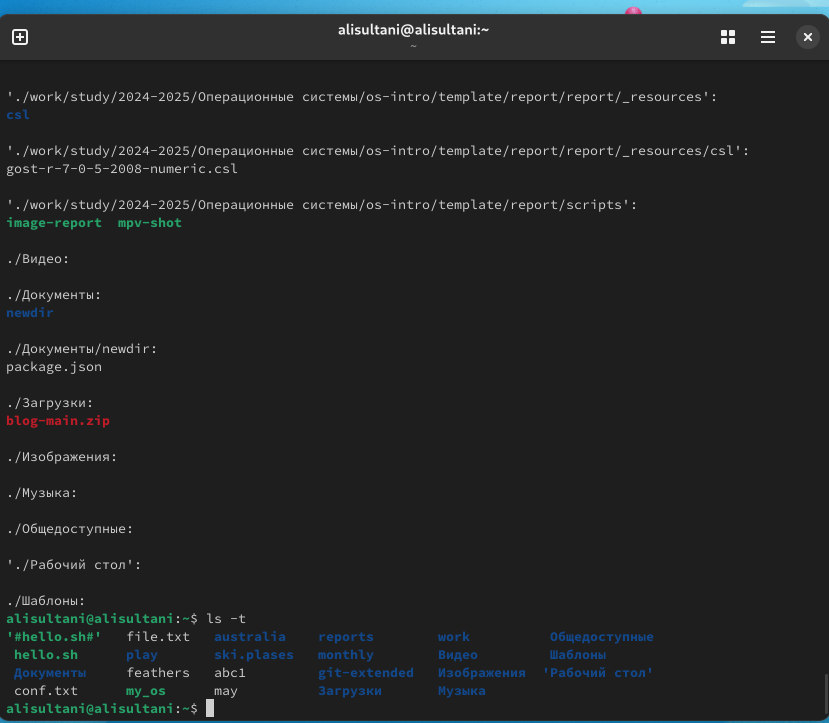 alisultani@alisultani:~
~
'./work/study/2024-2025/Операционные системы/os-intro/template/report/report/_resources':
csl
'./work/study/2024-2025/Операционные системы/os-intro/template/report/report/_resources/csl':
gost-r-7-0-5-2008-numeric.csl
'./work/study/2024-2025/Операционные системы/os-intro/template/report/scripts':
image-report  mpv-shot
./Видео:
./Документы:
newdir
./Документы/newdir:
package.json
./Загрузки:
blog-main.zip
./Изображения:
./Музыка:
./Общедоступные:
'./Рабочий стол':
./Шаблоны:
alisultani@alisultani:~$ ls -t
'#hello.sh#'   file.txt   australia    reports        work          Общедоступные
 hello.sh      play       ski.plases   monthly        Видео         Шаблоны
 Документы     feathers   abc1         git-extended   Изображения  'Рабочий стол'
 conf.txt      my_os      may          Загрузки       Музыка
alisultani@alisultani:~$